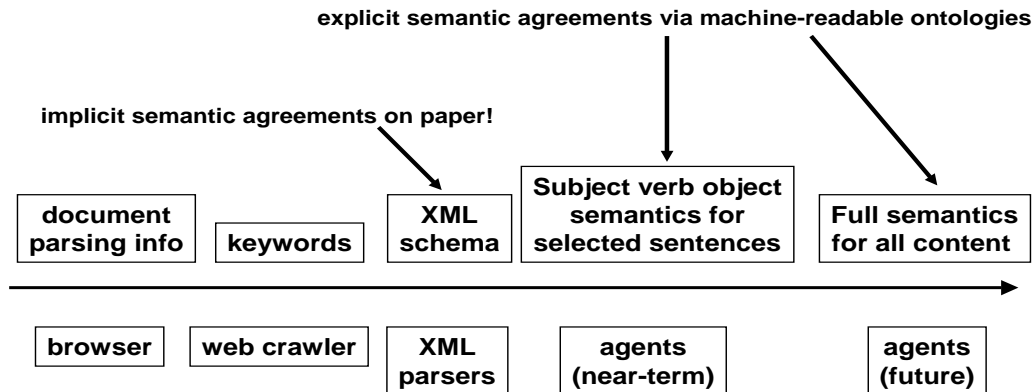 explicit semantic agreements via machine-readable ontologies
implicit semantic agreements on paper!
document
parsing info
keywords
XML
schema
Subject verb object
semantics for
selected sentences
Full semantics
for all content
browser
web crawler
XML
parsers
agents
(near-term)
agents
(future)